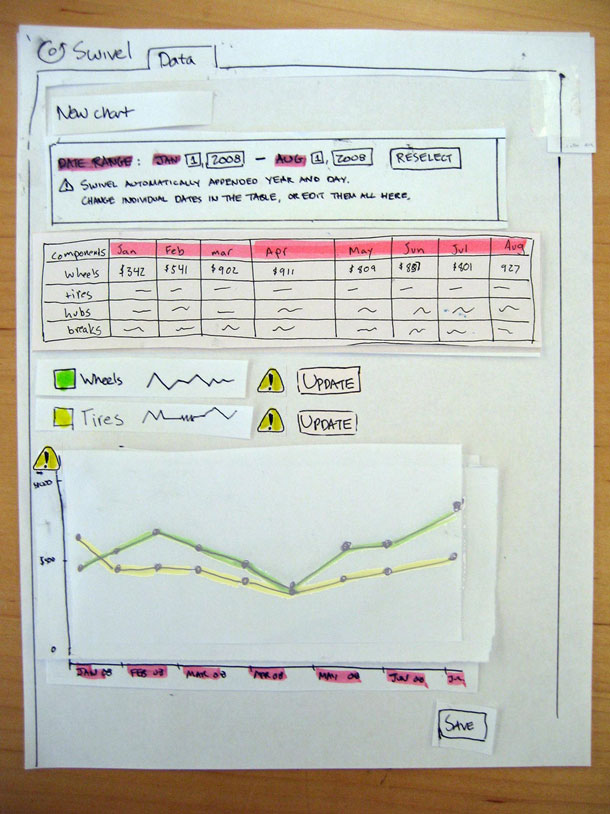 Swivel Data
New chart
DATE RANGE: JAN 1, 2008 – AUG 1, 2008 RESELECT
! SWIVEL AUTOMATICALLY APPENDED YEAR AND DAY.
CHANGE INDIVIDUAL DATES IN THE TABLE, OR EDIT THEM ALL HERE.
Components Jan Feb mar Apr May Jun Jul Aug
wheels $342 $541 $902 $911 $809 $801 927
tires
hubs
breaks
Wheels ! UPDATE
Tires ! UPDATE
!
$500
0
JAN 08 FEB 08 MAR 08 APR 08 MAY 08 JUN 08
SAVE